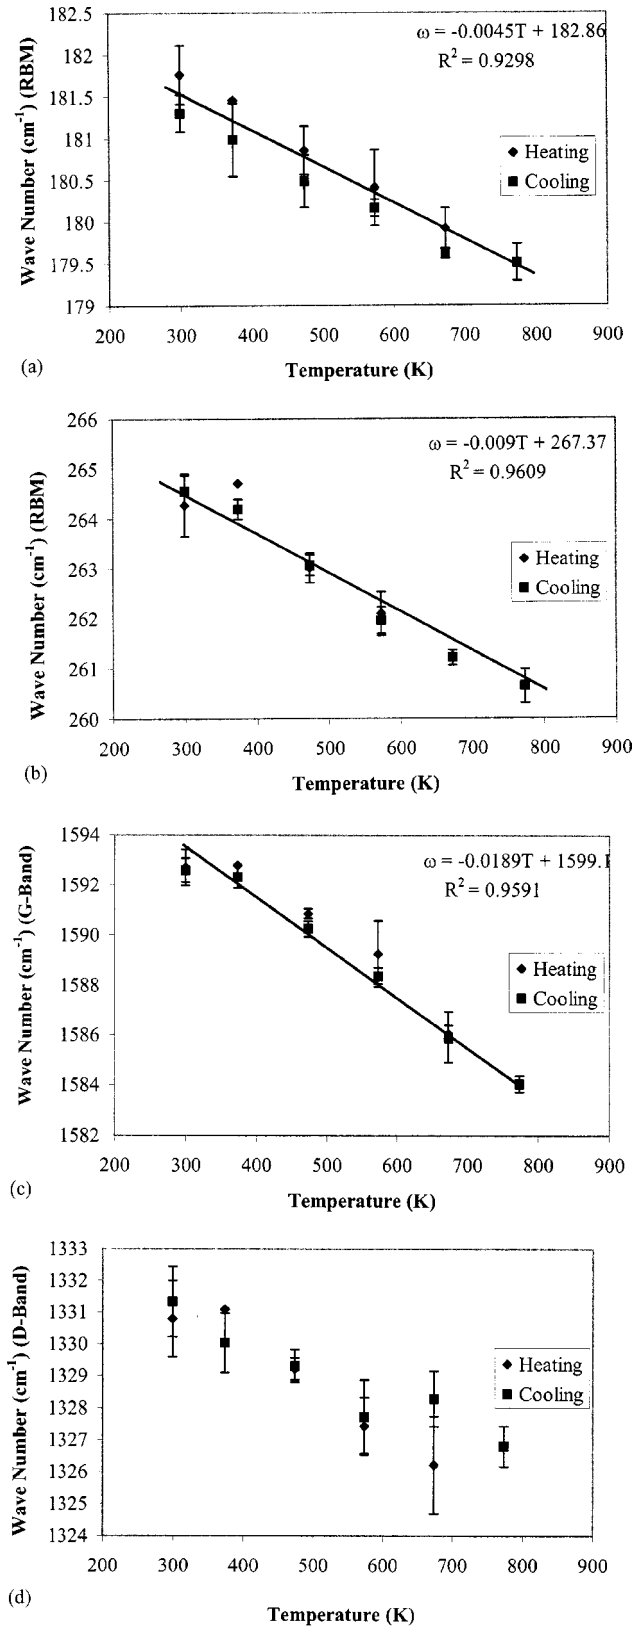 182.5
182
181.5
181
180.5
180
179.5
179
Wave Number (cm⁻¹) (RBM)
ω = -0.0045T + 182.86
R² = 0.9298
Heating
Cooling
200 300 400 500 600 700 800 900
Temperature (K)
(a)
266
265
264
263
262
261
260
Wave Number (cm⁻¹) (RBM)
ω = -0.009T + 267.37
R² = 0.9609
Heating
Cooling
200 300 400 500 600 700 800 900
Temperature (K)
(b)
1594
1592
1590
1588
1586
1584
1582
Wave Number (cm⁻¹) (G-Band)
ω = -0.0189T + 1599.
R² = 0.9591
Heating
Cooling
200 300 400 500 600 700 800 900
Temperature (K)
(c)
1333
1332
1331
1330
1329
1328
1327
1326
1325
1324
Wave Number (cm⁻¹) (D-Band)
Heating
Cooling
200 300 400 500 600 700 800 900
Temperature (K)
(d)